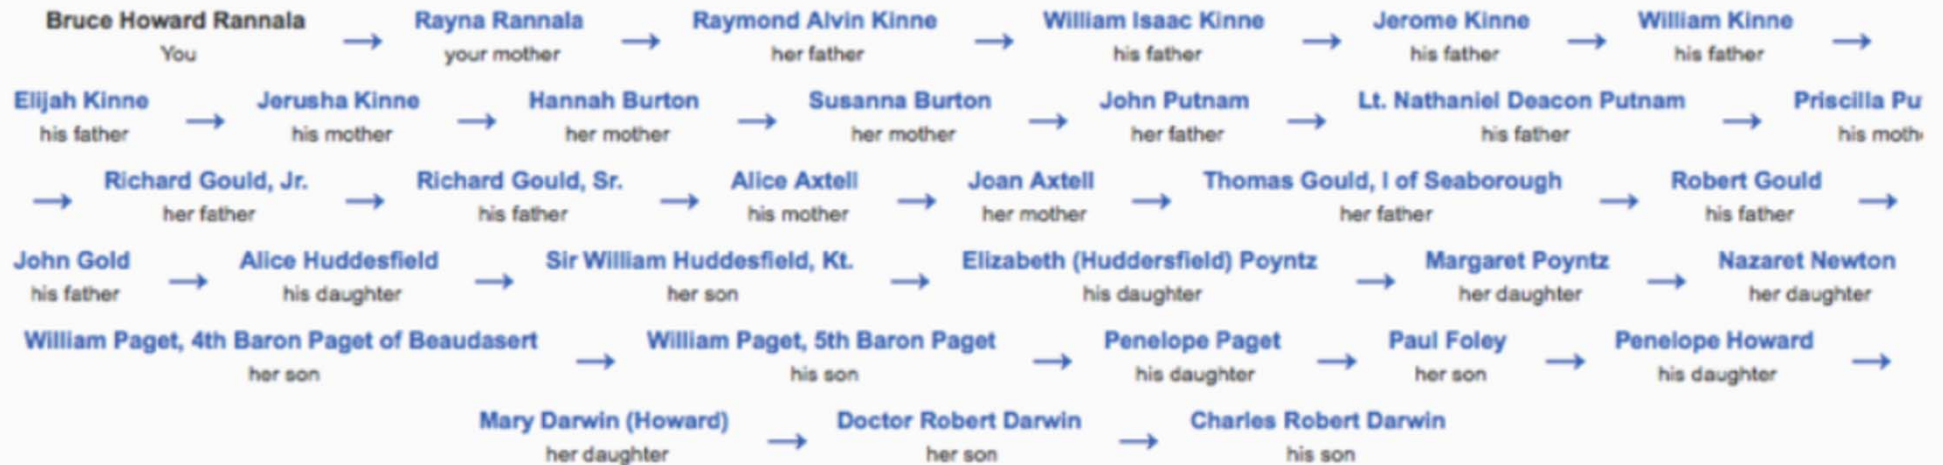 Bruce Howard Rannala → Rayna Rannala → Raymond Alvin Kinne → William Isaac Kinne → Jerome Kinne → William Kinne →
You your mother her father his father his father his father
Elijah Kinne → Jerusha Kinne → Hannah Burton → Susanna Burton → John Putnam → Lt. Nathaniel Deacon Putnam → Priscilla Pu
his father his mother her mother her mother her father his father his moth
→ Richard Gould, Jr. → Richard Gould, Sr. → Alice Axtell → Joan Axtell → Thomas Gould, I of Seaborough → Robert Gould →
her father his father his mother her mother her father his father
John Gold → Alice Huddesfield → Sir William Huddesfield, Kt. → Elizabeth (Huddersfield) Poyntz → Margaret Poyntz → Nazaret Newton
his father his daughter her son his daughter her daughter her daughter
William Paget, 4th Baron Paget of Beaudasert → William Paget, 5th Baron Paget → Penelope Paget → Paul Foley → Penelope Howard →
her son his son his daughter her son his daughter
Mary Darwin (Howard) → Doctor Robert Darwin → Charles Robert Darwin
her daughter her son his son